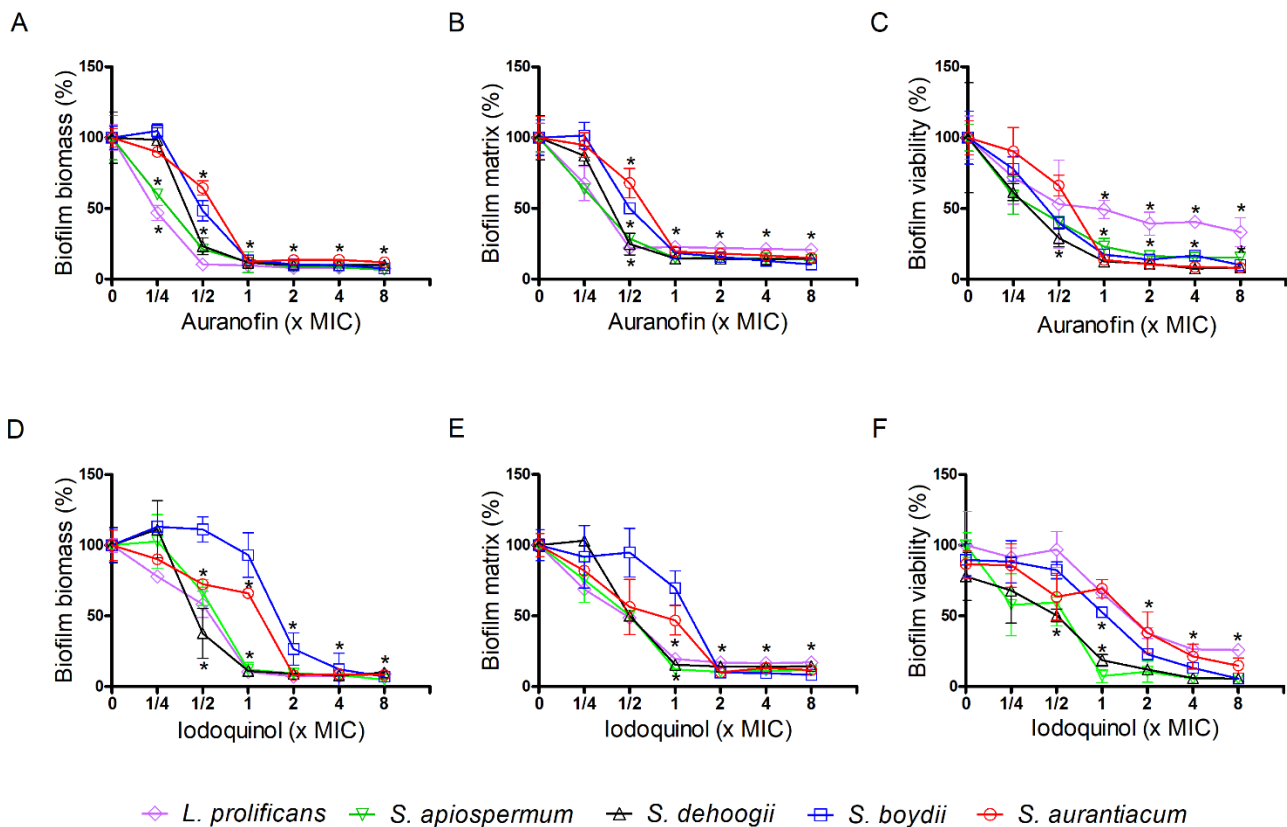 A
B
C
Biofilm biomass (%)
150
100
50
0
0 1/4 1/2 1 2 4 8
Auranofin (x MIC)
* * * * * * * *
Biofilm matrix (%)
150
100
50
0
0 1/4 1/2 1 2 4 8
Auranofin (x MIC)
* * * * * * *
Biofilm viability (%)
150
100
50
0
0 1/4 1/2 1 2 4 8
Auranofin (x MIC)
* * * * * * * * *
D
E
F
Biofilm biomass (%)
150
100
50
0
0 1/4 1/2 1 2 4 8
Iodoquinol (x MIC)
* * * * * * *
Biofilm matrix (%)
150
100
50
0
0 1/4 1/2 1 2 4 8
Iodoquinol (x MIC)
* * * * *
Biofilm viability (%)
150
100
50
0
0 1/4 1/2 1 2 4 8
Iodoquinol (x MIC)
* * * * * *
L. prolificans S. apiospermum S. dehoogii S. boydii S. aurantiacum